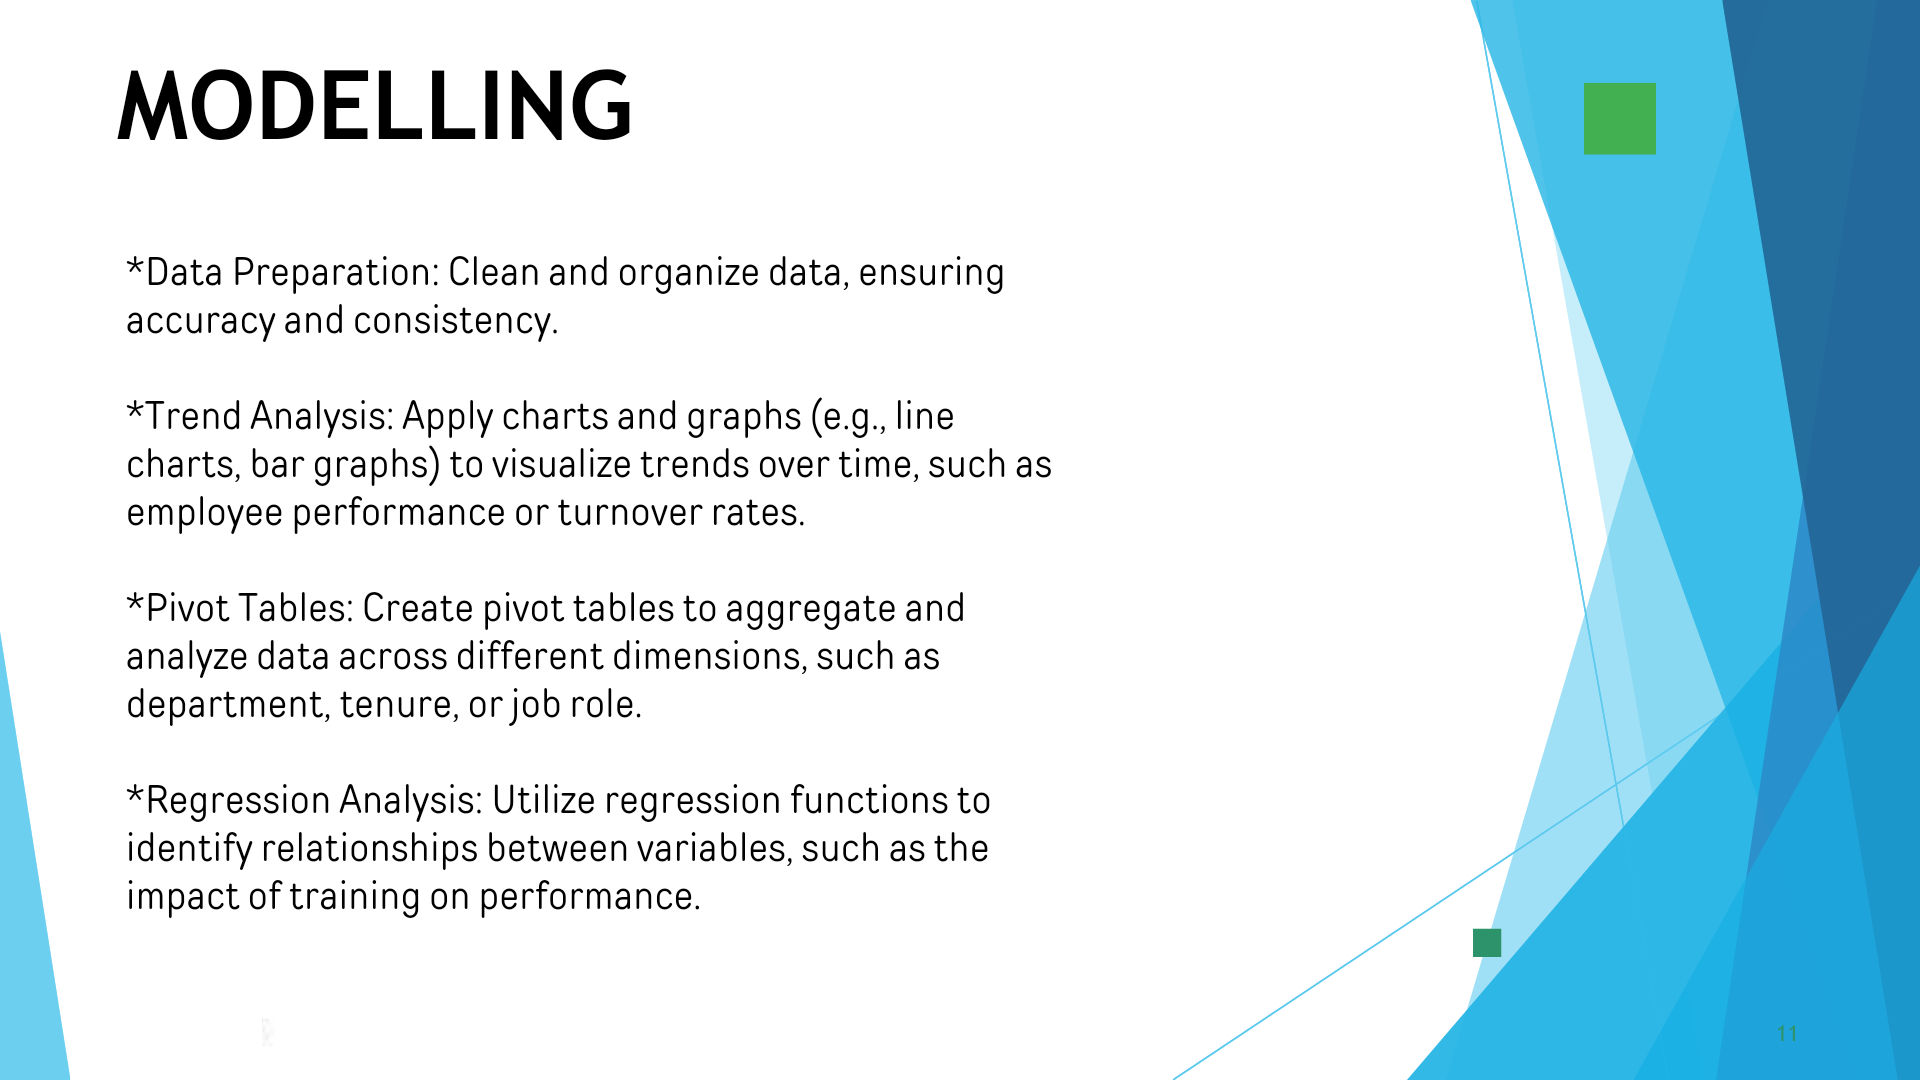 MODELLING
*Data Preparation: Clean and organize data, ensuring
accuracy and consistency.
*Trend Analysis: Apply charts and graphs (e.g., line
charts, bar graphs) to visualize trends over time, such as
employee performance or turnover rates.
*Pivot Tables: Create pivot tables to aggregate and
analyze data across different dimensions, such as
department, tenure, or job role.
*Regression Analysis: Utilize regression functions to
identify relationships between variables, such as the
impact of training on performance.
11